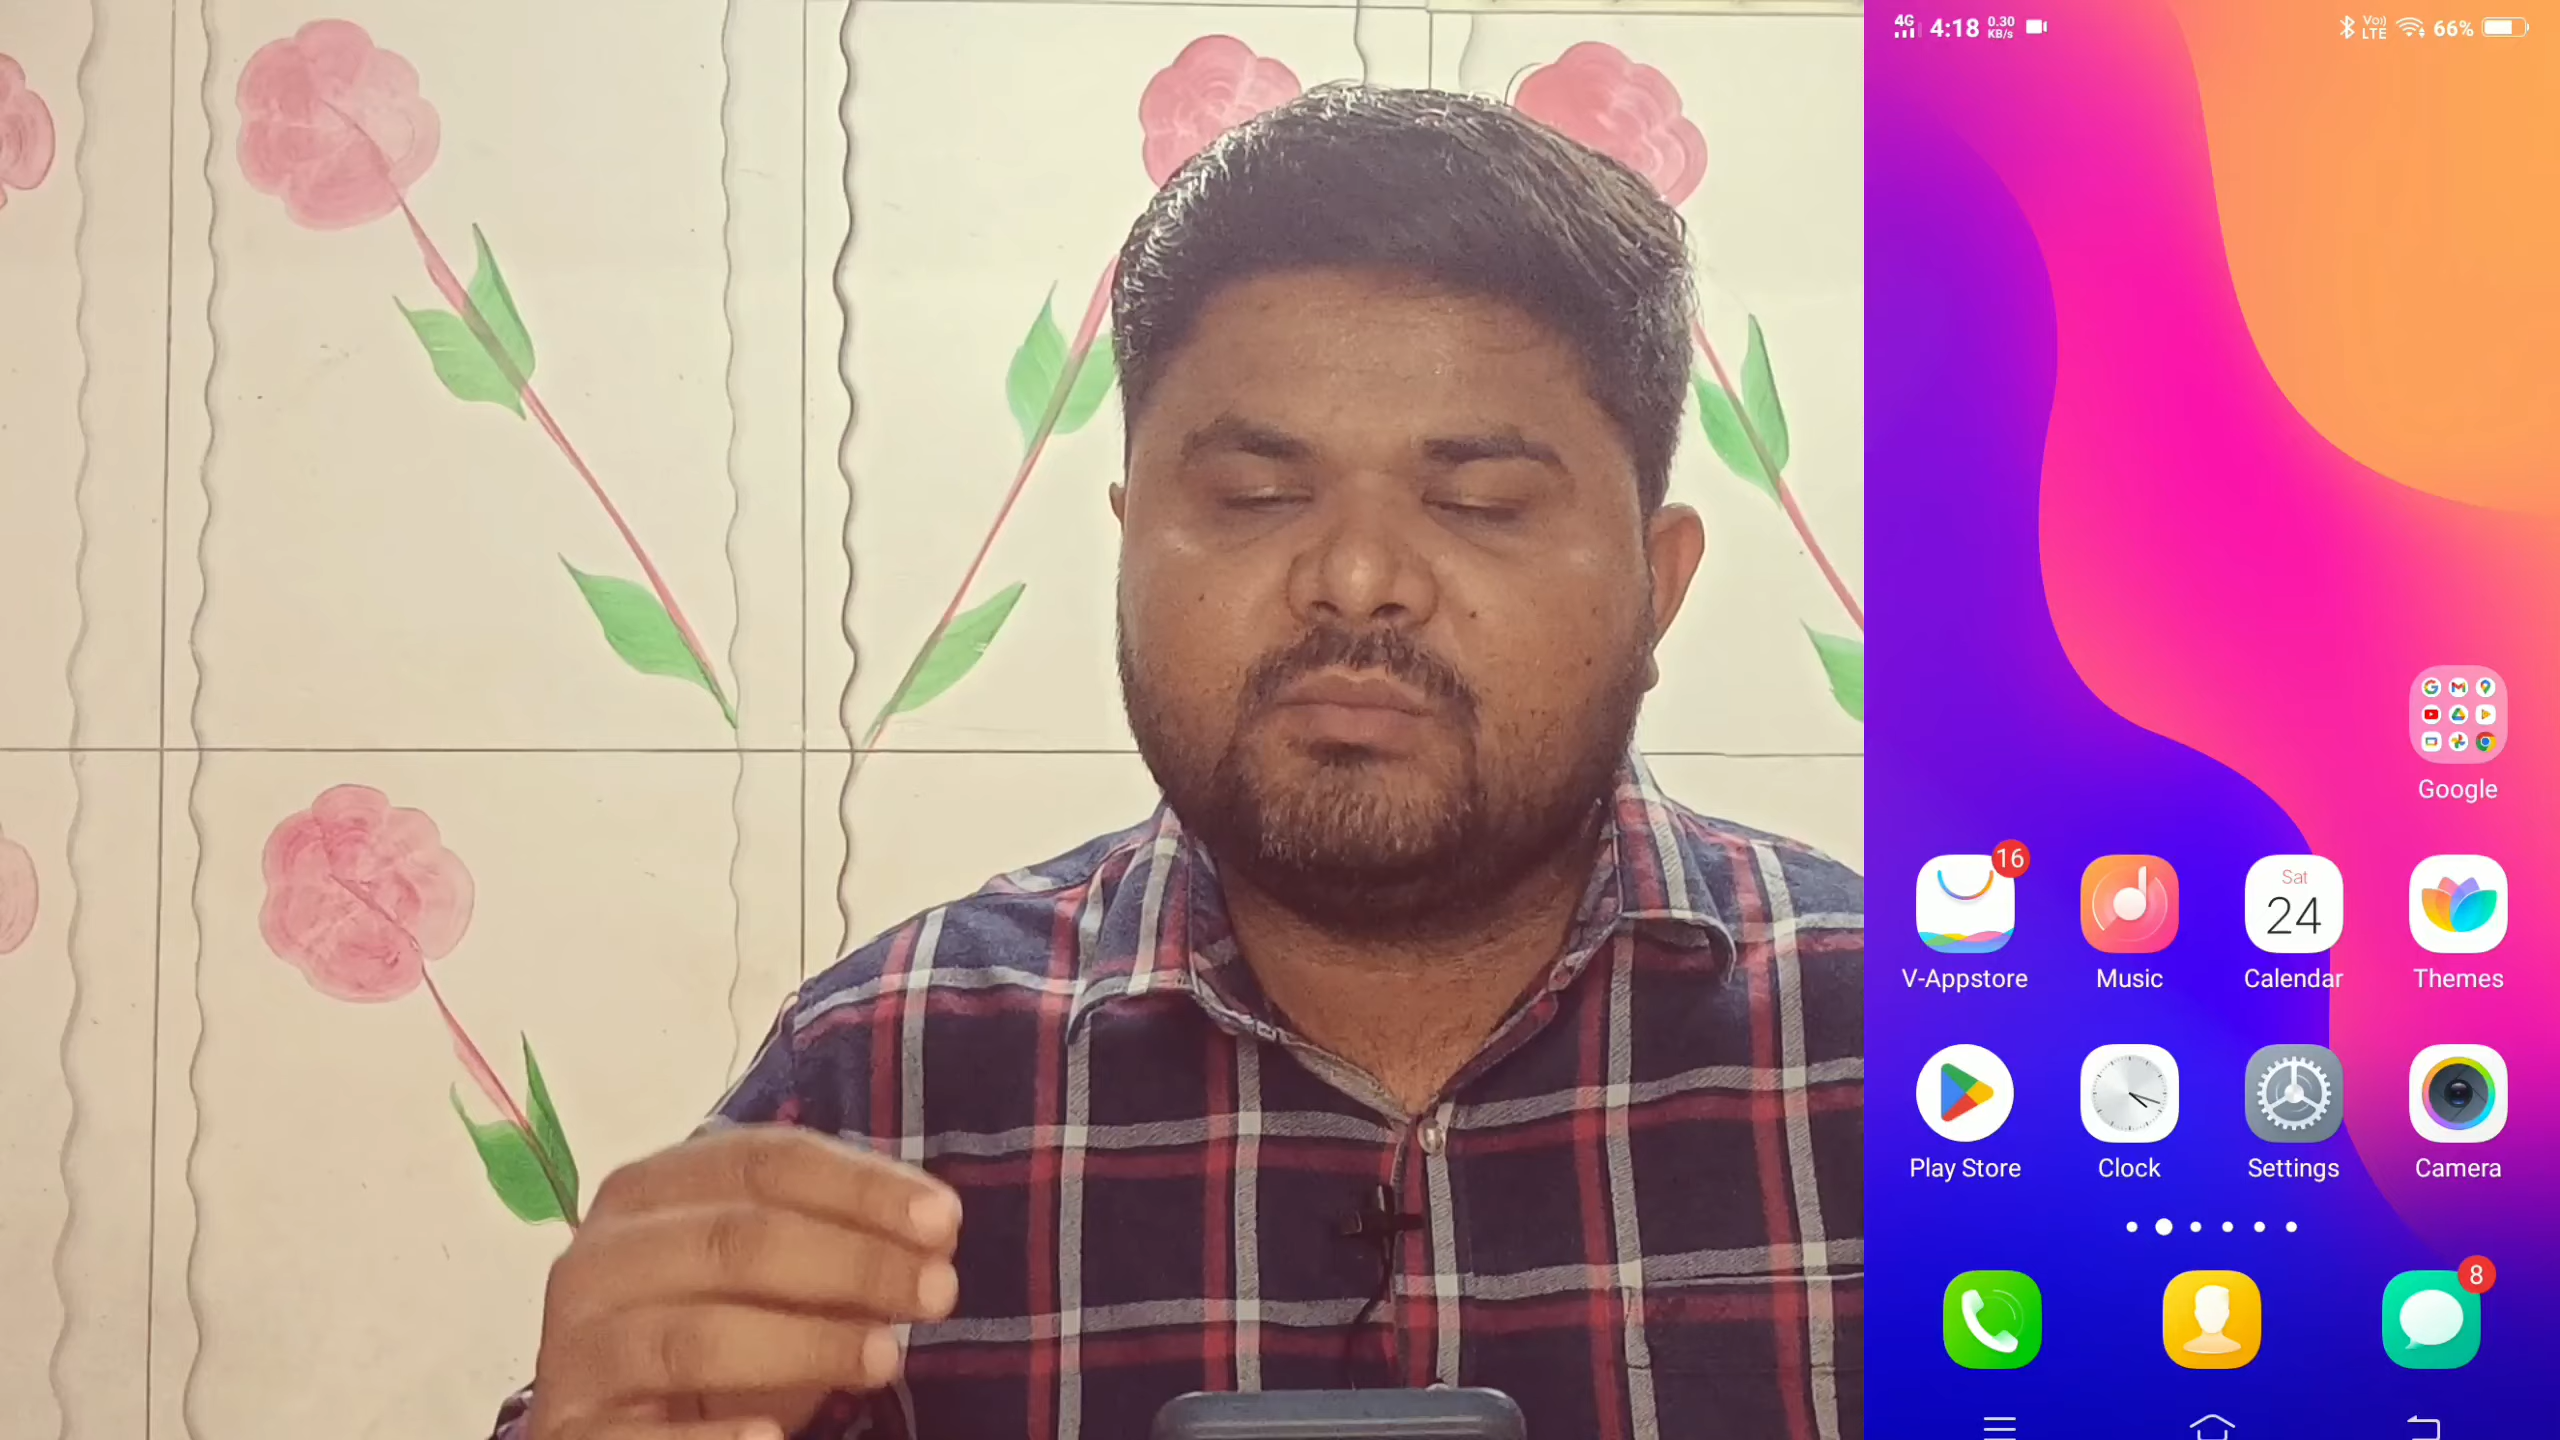 4G 4:18 0.30 KB/s Vo) LTE 66%
Google
16
Sat
24
V-Appstore Music Calendar Themes
Play Store Clock Settings Camera
8